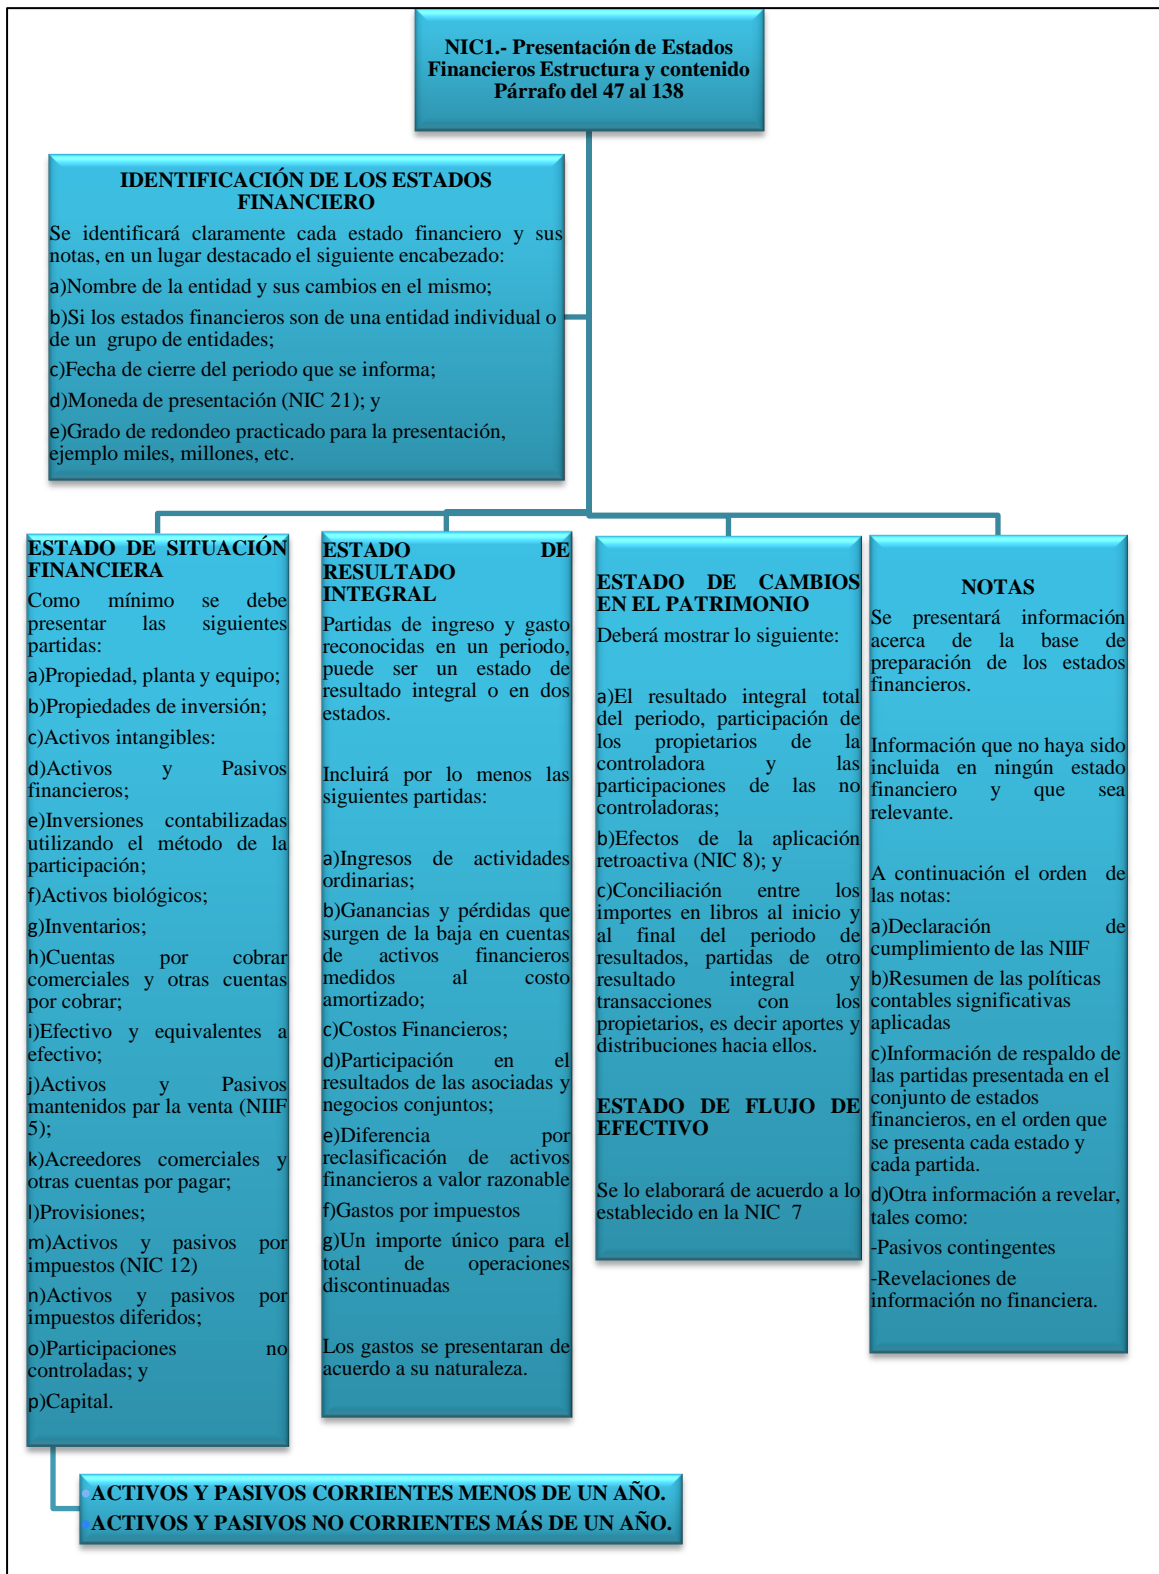 NIC1.- Presentación de Estados
Financieros Estructura y contenido
Párrafo del 47 al 138
IDENTIFICACIÓN DE LOS ESTADOS
FINANCIERO
Se identificará claramente cada estado financiero y sus
notas, en un lugar destacado el siguiente encabezado:
a)Nombre de la entidad y sus cambios en el mismo;
b)Si los estados financieros son de una entidad individual o
de un grupo de entidades;
c)Fecha de cierre del periodo que se informa;
d)Moneda de presentación (NIC 21); y
e)Grado de redondeo practicado para la presentación,
ejemplo miles, millones, etc.
ESTADO DE SITUACIÓN
FINANCIERA
Como mínimo se debe
presentar las siguientes
partidas:
a)Propiedad, planta y equipo;
b)Propiedades de inversión;
c)Activos intangibles:
d)Activos y Pasivos
financieros;
e)Inversiones contabilizadas
utilizando el método de la
participación;
f)Activos biológicos;
g)Inventarios;
h)Cuentas por cobrar
comerciales y otras cuentas
por cobrar;
i)Efectivo y equivalentes a
efectivo;
j)Activos y Pasivos
mantenidos par la venta (NIIF
5);
k)Acreedores comerciales y
otras cuentas por pagar;
l)Provisiones;
m)Activos y pasivos por
impuestos (NIC 12)
n)Activos y pasivos por
impuestos diferidos;
o)Participaciones no
controladas; y
p)Capital.
ESTADO DE
RESULTADO
INTEGRAL
Partidas de ingreso y gasto
reconocidas en un periodo,
puede ser un estado de
resultado integral o en dos
estados.
Incluirá por lo menos las
siguientes partidas:
a)Ingresos de actividades
ordinarias;
b)Ganancias y pérdidas que
surgen de la baja en cuentas
de activos financieros
medidos al costo
amortizado;
c)Costos Financieros;
d)Participación en el
resultados de las asociadas y
negocios conjuntos;
e)Diferencia por
reclasificación de activos
financieros a valor razonable
f)Gastos por impuestos
g)Un importe único para el
total de operaciones
discontinuadas
Los gastos se presentaran de
acuerdo a su naturaleza.
ESTADO DE CAMBIOS
EN EL PATRIMONIO
Deberá mostrar lo siguiente:
a)El resultado integral total
del periodo, participación de
los propietarios de la
controladora y las
participaciones de las no
controladoras;
b)Efectos de la aplicación
retroactiva (NIC 8); y
c)Conciliación entre los
importes en libros al inicio y
al final del periodo de
resultados, partidas de otro
resultado integral y
transacciones con los
propietarios, es decir aportes y
distribuciones hacia ellos.
ESTADO DE FLUJO DE
EFECTIVO
Se lo elaborará de acuerdo a lo
establecido en la NIC 7
NOTAS
Se presentará información
acerca de la base de
preparación de los estados
financieros.
Información que no haya sido
incluida en ningún estado
financiero y que sea
relevante.
A continuación el orden de
las notas:
a)Declaración de
cumplimiento de las NIIF
b)Resumen de las políticas
contables significativas
aplicadas
c)Información de respaldo de
las partidas presentada en el
conjunto de estados
financieros, en el orden que
se presenta cada estado y
cada partida.
d)Otra información a revelar,
tales como:
-Pasivos contingentes
-Revelaciones de
información no financiera.
•ACTIVOS Y PASIVOS CORRIENTES MENOS DE UN AÑO.
•ACTIVOS Y PASIVOS NO CORRIENTES MÁS DE UN AÑO.